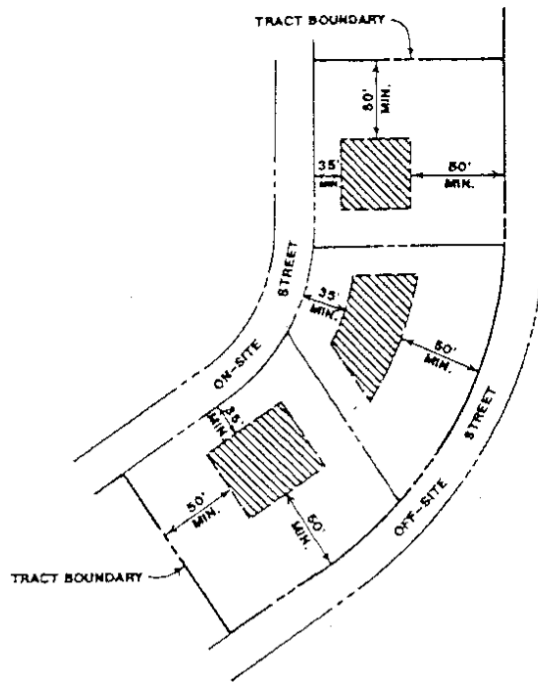 TRACT BOUNDARY
50'
MIN.
35'
MIN
50'
MIN.
STREET
35'
MIN.
50'
MIN.
ON-SITE
STREET
35'
MIN.
50'
MIN.
50'
MIN.
OFF-SITE
TRACT BOUNDARY